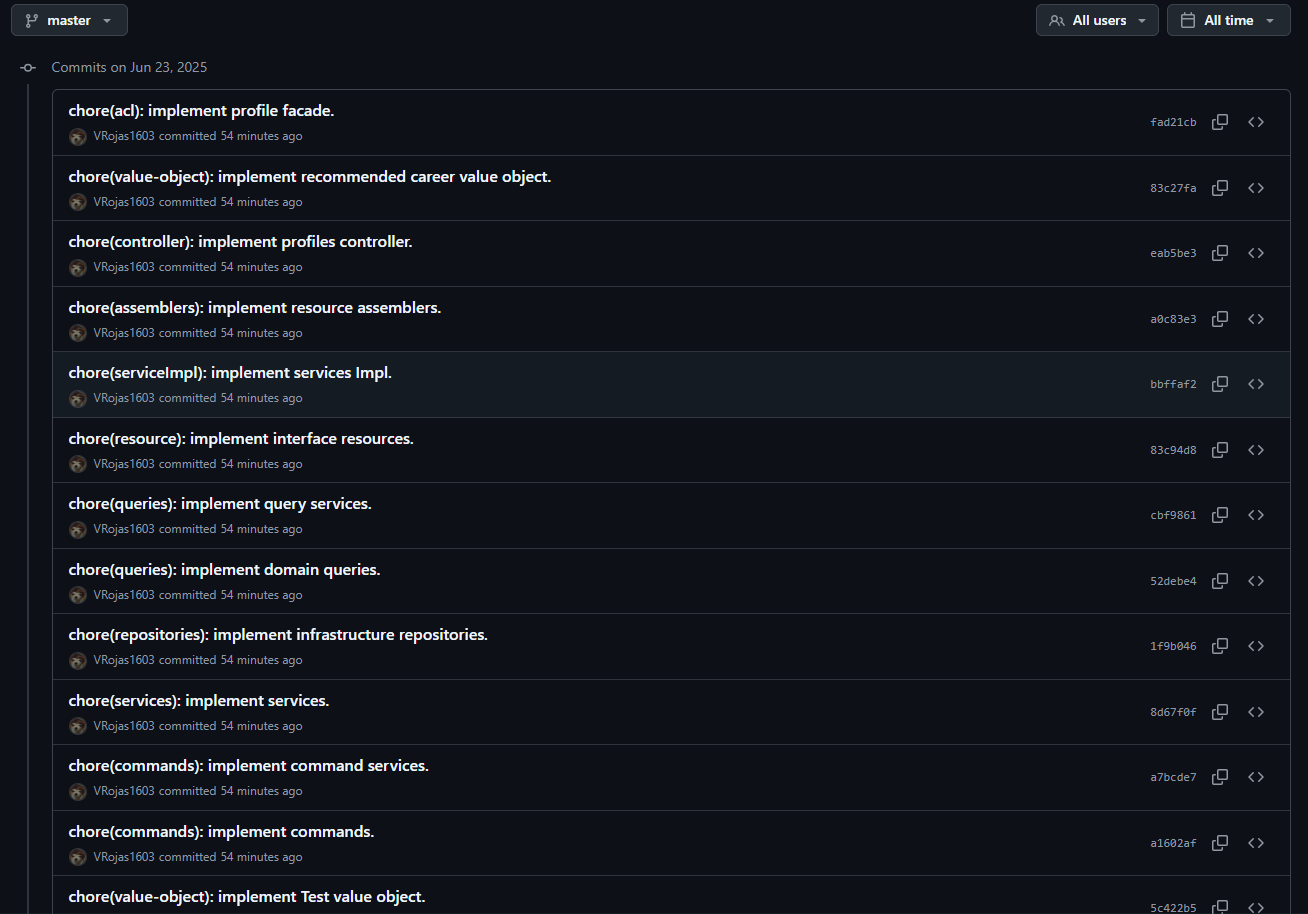 master
All users
All time
Commits on Jun 23, 2025
chore(acl): implement profile facade.
VRojas1603 committed 54 minutes ago
fad21cb
chore(value-object): implement recommended career value object.
VRojas1603 committed 54 minutes ago
83c27fa
chore(controller): implement profiles controller.
VRojas1603 committed 54 minutes ago
eab5be3
chore(assemblers): implement resource assemblers.
VRojas1603 committed 54 minutes ago
a0c83e3
chore(serviceImpl): implement services Impl.
VRojas1603 committed 54 minutes ago
bbffaf2
chore(resource): implement interface resources.
VRojas1603 committed 54 minutes ago
83c94d8
chore(queries): implement query services.
VRojas1603 committed 54 minutes ago
cbf9861
chore(queries): implement domain queries.
VRojas1603 committed 54 minutes ago
52debe4
chore(repositories): implement infrastructure repositories.
VRojas1603 committed 54 minutes ago
1f9b046
chore(services): implement services.
VRojas1603 committed 54 minutes ago
8d67f0f
chore(commands): implement command services.
VRojas1603 committed 54 minutes ago
a7bcde7
chore(commands): implement commands.
VRojas1603 committed 54 minutes ago
a1602af
chore(value-object): implement Test value object.
5c422b5